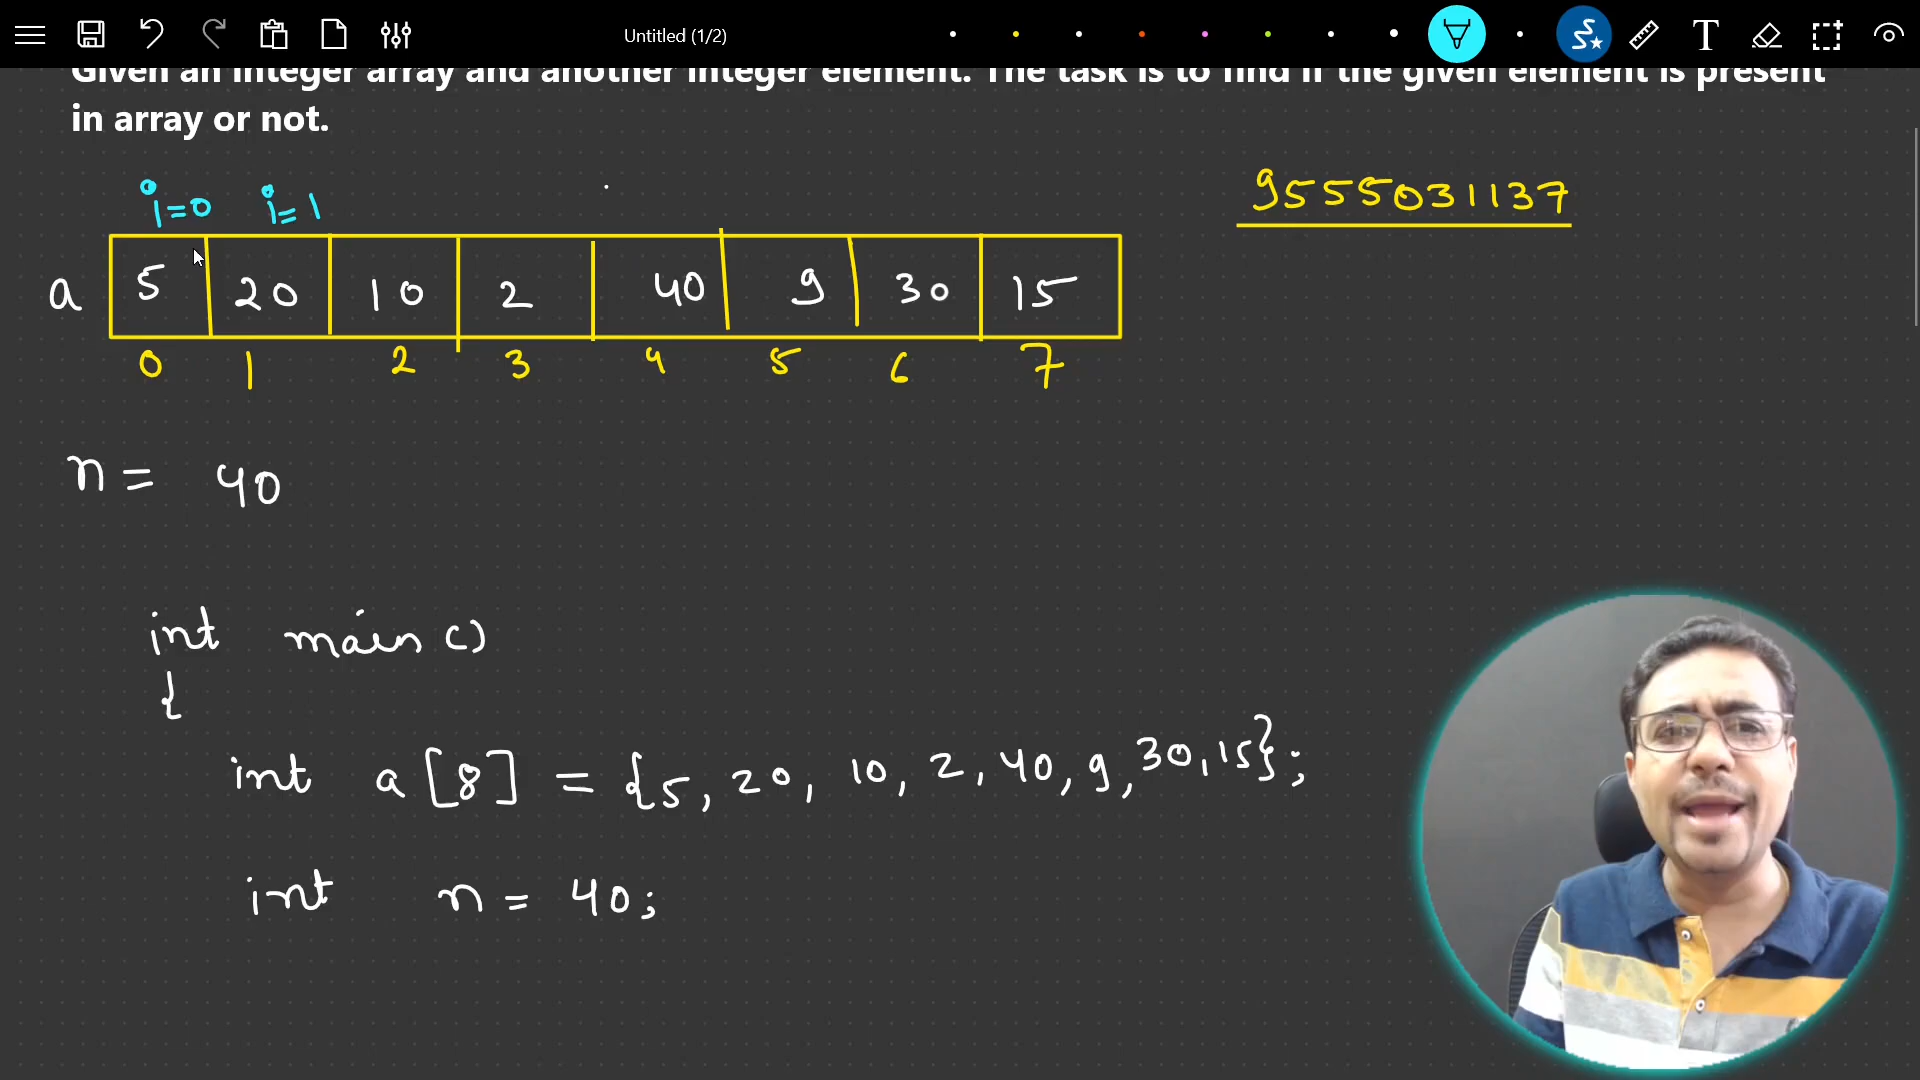 Untitled (1/2)
Given an integer array and another integer element. The task is to find if the given element is present
in array or not.
9555031137
i=0 i=1
a 5 20 10 2 40 9 30 15
0 1 2 3 4 5 6 7
n = 40
int main ()
{
int a [8] = {5, 20, 10, 2, 40, 9, 30, 15};
int n = 40;